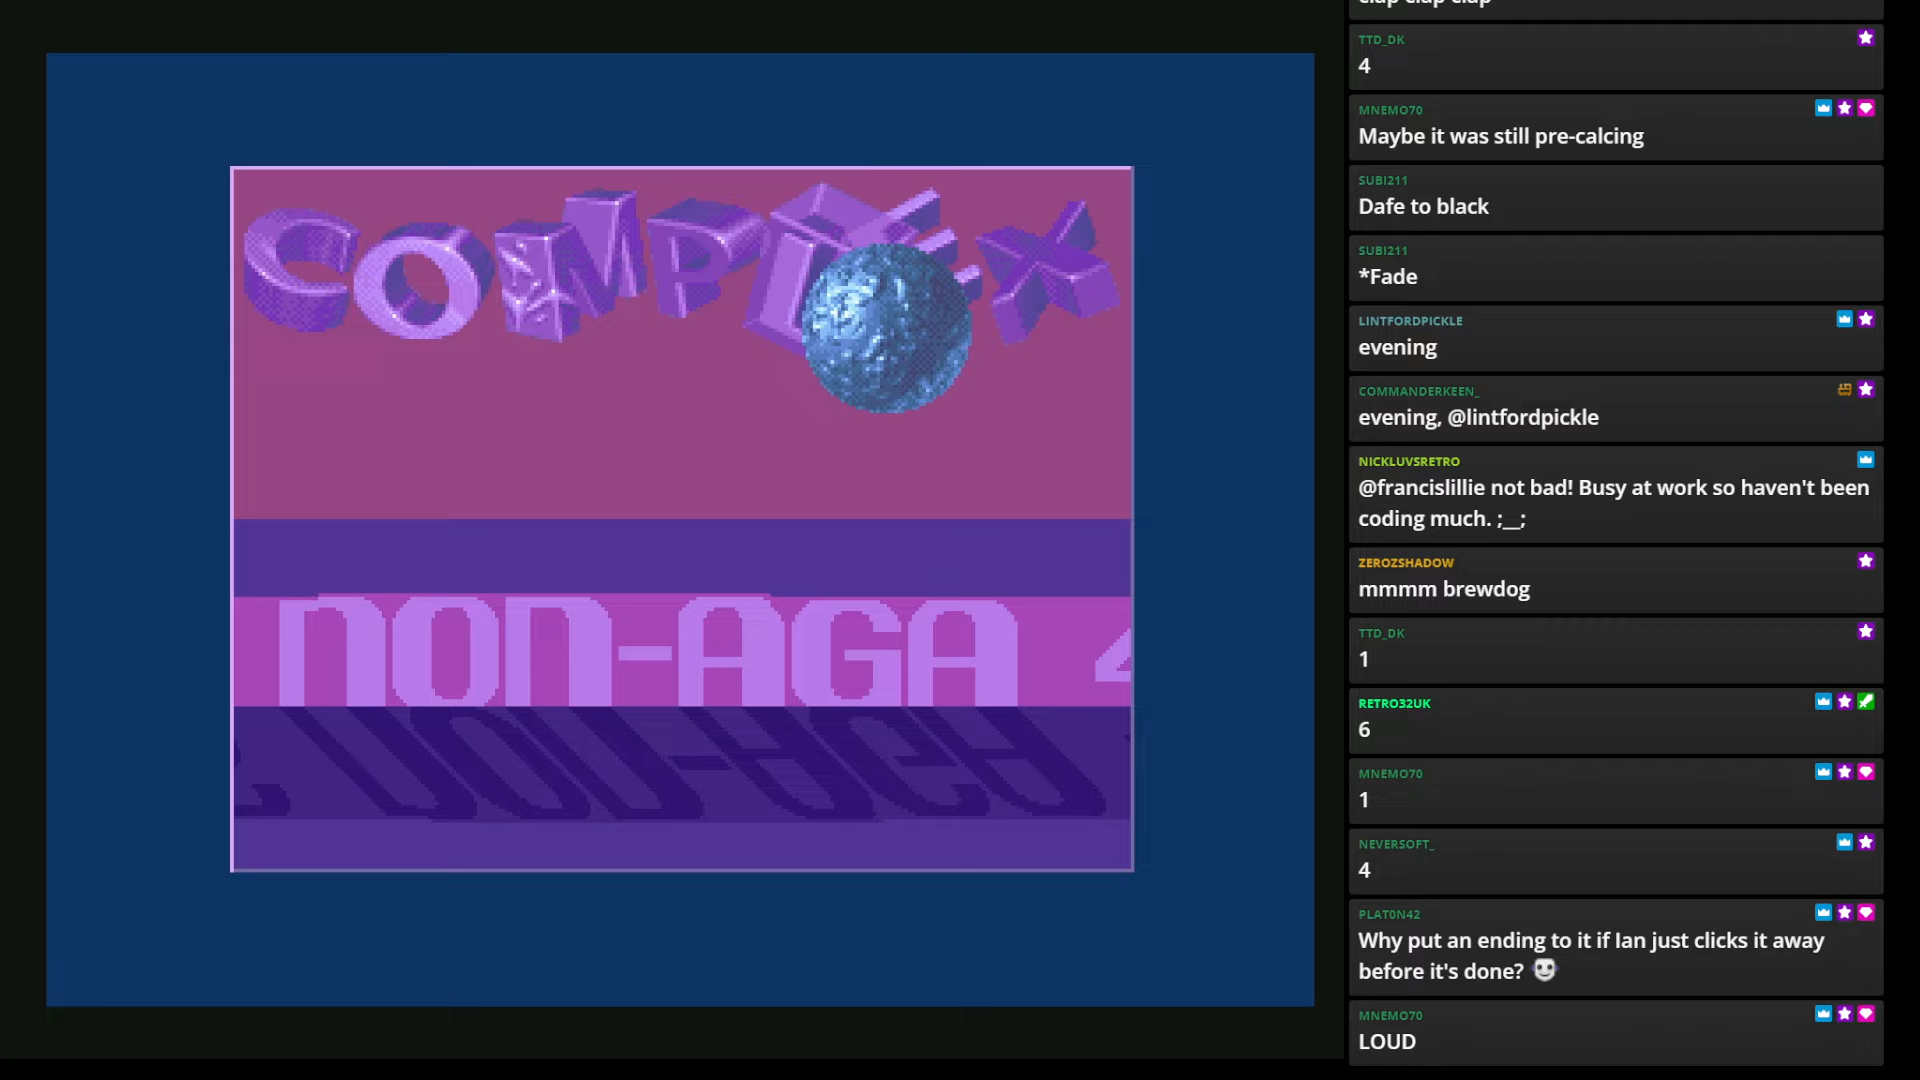 COMPLEX
NON-AGA 4
TTD_DK
4
MNEMO70
Maybe it was still pre-calcing
SUBI211
Dafe to black
SUBI211
*Fade
LINTFORDPICKLE
evening
COMMANDERKEEN_
evening, @lintfordpickle
NICKLUVSRETRO
@francislillie not bad! Busy at work so haven't been
coding much. ;__;
ZEROZSHADOW
mmmm brewdog
TTD_DK
1
RETRO32UK
6
MNEMO70
1
NEVERSOFT_
4
PLAT0N42
Why put an ending to it if Ian just clicks it away
before it's done?
MNEMO70
LOUD